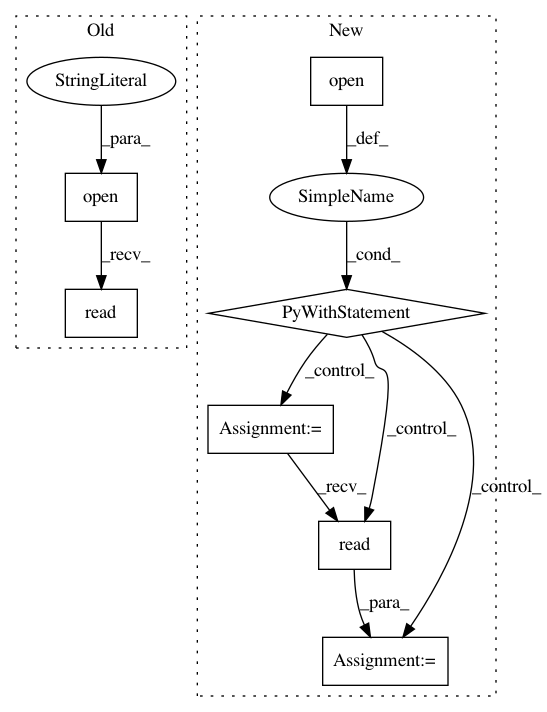 Old
New
StringLiteral
open
_para_
_def_
open
SimpleName
_recv_
_cond_
read
PyWithStatement
_control_
Assignment:=
_control_
_recv_
_control_
read
_para_
Assignment:=